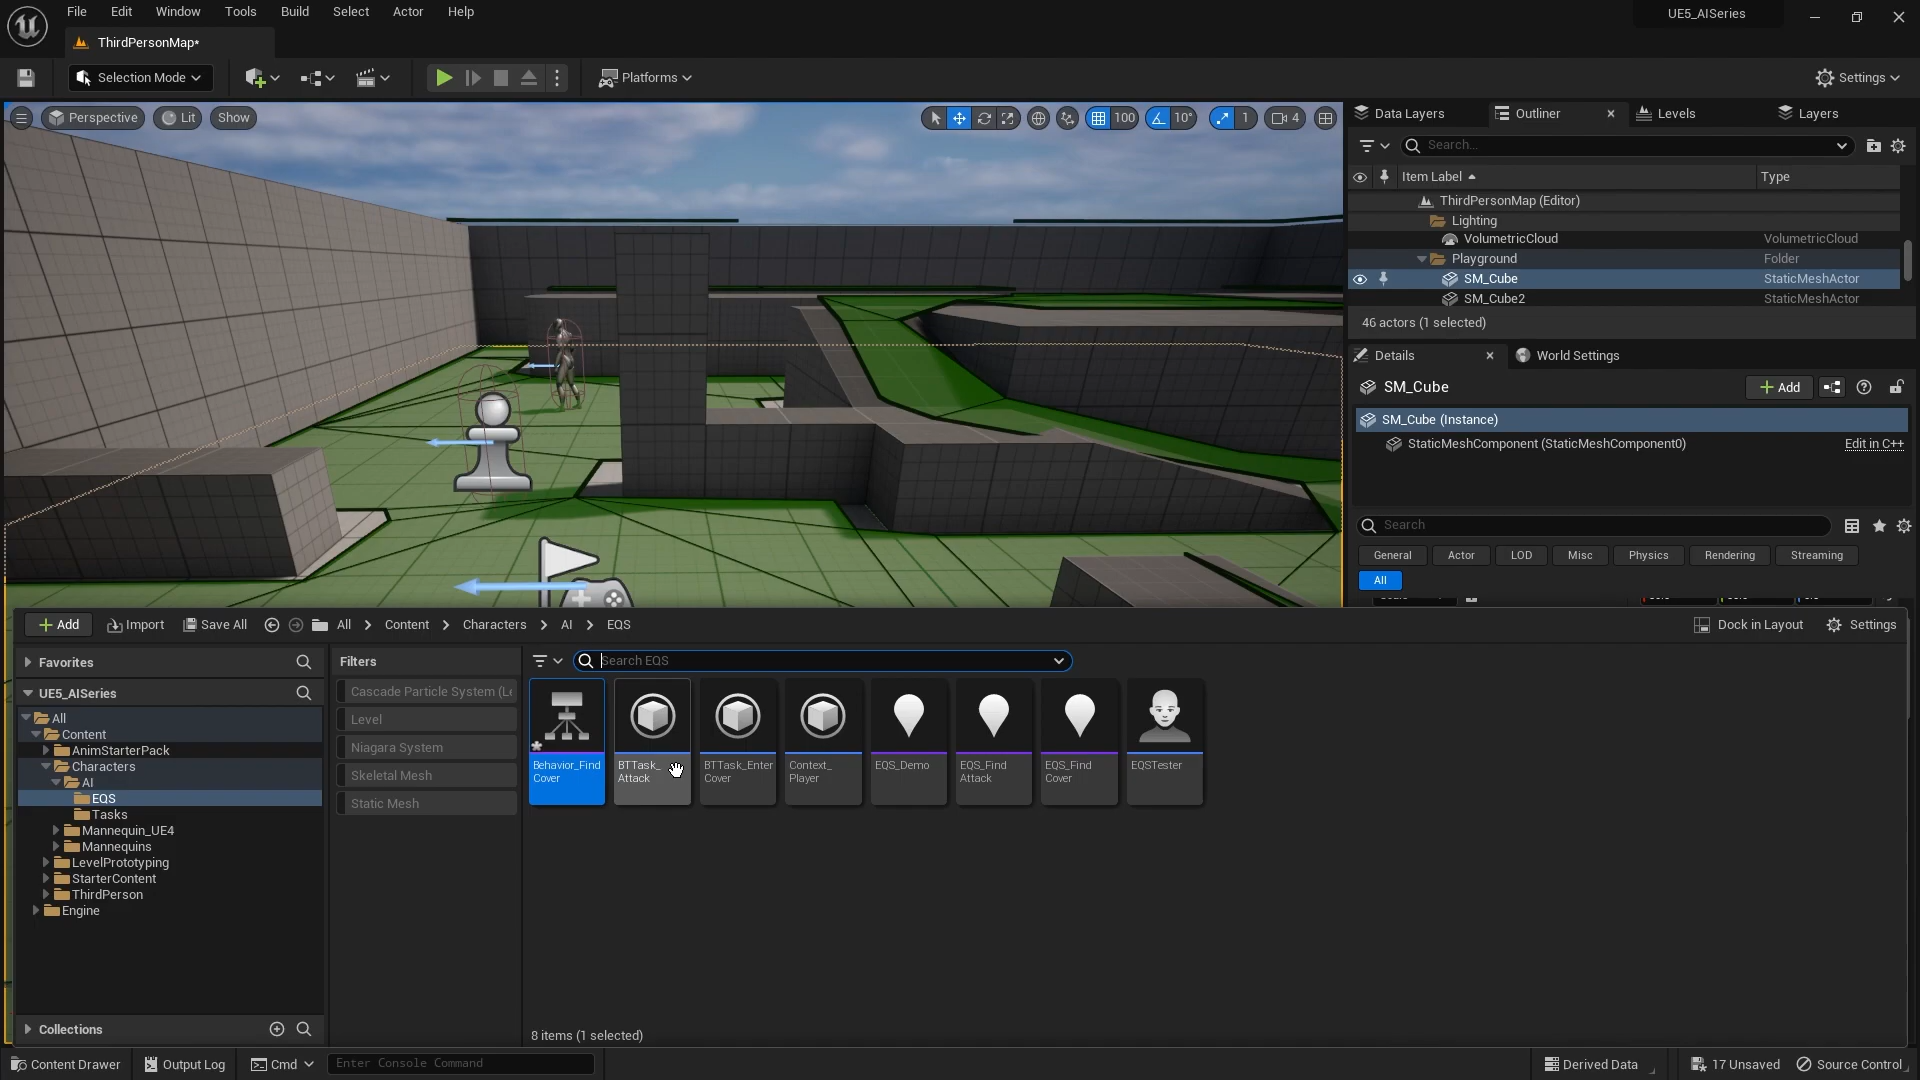 File Edit Window Tools Build Select Actor Help
UE5_AISeries
ThirdPersonMap*
Selection Mode
Platforms
Settings
Perspective
Lit
Show
100
10°
1
4
Data Layers
Outliner
Levels
Layers
Search...
Item Label
Type
ThirdPersonMap (Editor)
Lighting
VolumetricCloud VolumetricCloud
Playground Folder
SM_Cube StaticMeshActor
SM_Cube2 StaticMeshActor
46 actors (1 selected)
Details
World Settings
SM_Cube
Add
SM_Cube (Instance)
StaticMeshComponent (StaticMeshComponent0) Edit in C++
Search
General Actor LOD Misc Physics Rendering Streaming
All
Add Import Save All All > Content > Characters > AI > EQS
Dock in Layout Settings
Favorites
UE5_AISeries
All
Content
AnimStarterPack
Characters
AI
EQS
Tasks
Mannequin_UE4
Mannequins
LevelPrototyping
StarterContent
ThirdPerson
Engine
Collections
Filters
Cascade Particle System (Le
Level
Niagara System
Skeletal Mesh
Static Mesh
Search EQS
Behavior_Find
Cover
BTTask_
Attack
BTTask_Enter
Cover
Context_
Player
EQS_Demo
EQS_Find
Attack
EQS_Find
Cover
EQSTester
8 items (1 selected)
Content Drawer Output Log Cmd Enter Console Command
Derived Data 17 Unsaved Source Control